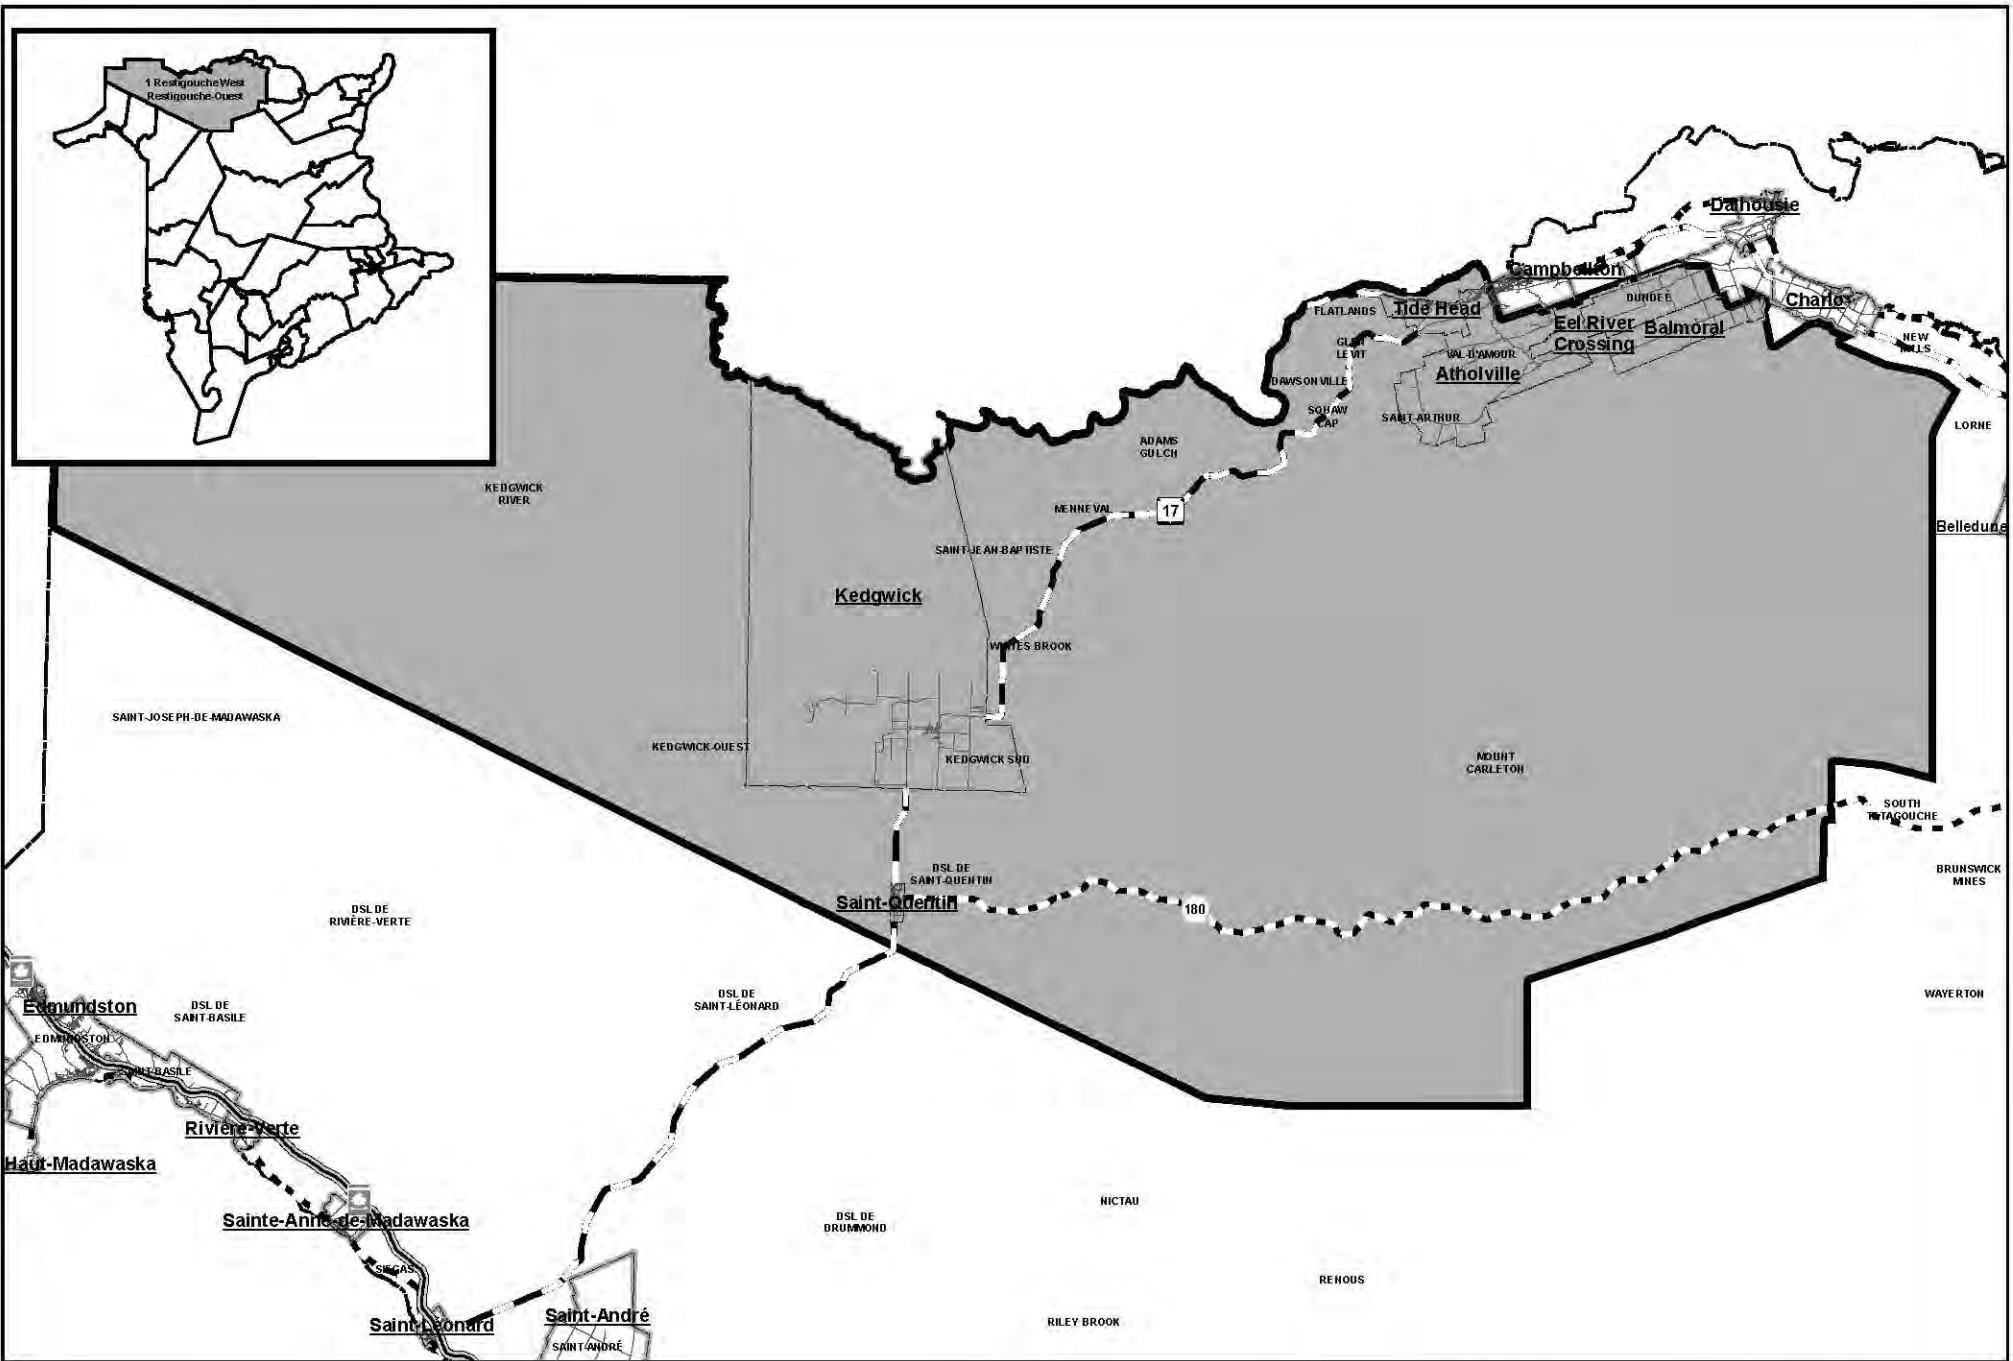 1 Restigouche West
Restigouche-Ouest
Dalhousie
Campbellton
DUNDEE
Charlo
FLATLANDS
Tide Head
Eel River
Crossing
Balmoral
NEW
MILLS
GLEN
LEVIT
VAL-D'AMOUR
Atholville
DAWSONVILLE
SQUAW
CAP
SAINT-ARTHUR
LORNE
ADAMS
GULCH
KEDGWICK
RIVER
MENNEVAL
17
Belledune
SAINT-JEAN-BAPTISTE
Kedgwick
WHITES BROOK
SAINT-JOSEPH-DE-MADAWASKA
KEDGWICK-OUEST
KEDGWICK SUD
MOUNT
CARLETON
SOUTH
TETAGOUCHE
DSL DE
SAINT-QUENTIN
BRUNSWICK
MINES
Saint-Quentin
180
DSL DE
RIVIÈRE-VERTE
WAYERTON
Edmundston
DSL DE
SAINT-BASILE
DSL DE
SAINT-LÉONARD
EDMUNDSTON
SAINT-BASILE
Rivière-Verte
Haut-Madawaska
NICTAU
Sainte-Anne-de-Madawaska
DSL DE
DRUMMOND
SIEGAS
RENOUS
Saint-Léonard
Saint-André
RILEY BROOK
SAINT-ANDRÉ